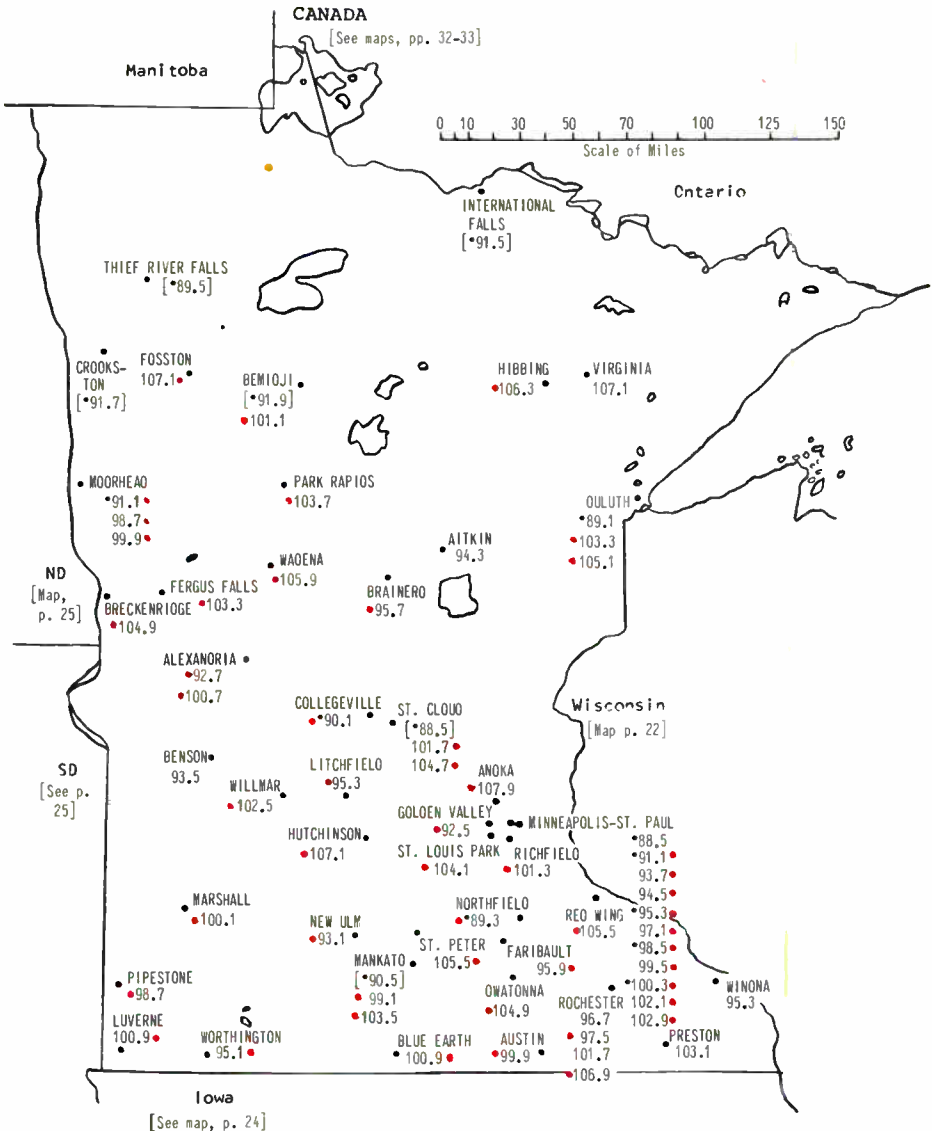 CANADA
[See maps, pp. 32-33]
Manitoba
0 10 30 50 70 100 125 150
Scale of Miles
Cntario
INTERNATIONAL
FALLS
[*91.5]
THIEF RIVER FALLS
[*89.5]
CROOKS-
TON
[*91.7]
FOSSTON
107.1
BEMIOJI
[*91.9]
101.1
HIBBING
106.3
VIRGINIA
107.1
MOORHEAO
*91.1
98.7
99.9
PARK RAPIOS
103.7
OULUTH
*89.1
103.3
105.1
AITKIN
94.3
WAOENA
105.9
BRAINERO
95.7
ND
[Map,
p. 25]
FERGUS FALLS
103.3
BRECKENRIOGE
104.9
ALEXANORIA
92.7
100.7
COLLEGEVILLE
*90.1
ST. CLOUO
[*88.5]
101.7
104.7
Wisconsin
[Map p. 22]
SD
[See p.
25]
BENSON
93.5
LITCHFIELD
95.3
WILLMAR
102.5
ANOKA
107.9
GOLOEN VALLEY
92.5
MINNEAPOLIS-ST. PAUL
*88.5
*91.1
93.7
94.5
*95.3
97.1
*98.5
99.5
*100.3
102.1
102.9
HUTCHINSON
107.1
ST. LOUIS PARK
104.1
RICHFIELO
101.3
MARSHALL
100.1
NORTHFIELO
*89.3
REO WING
105.5
NEW ULM
93.1
ST. PETER
105.5
FARIBAULT
95.9
MANKATO
[*90.5]
99.1
103.5
OWATONNA
104.9
PIPESTONE
98.7
WINONA
95.3
ROCHESTER
96.7
97.5
101.7
106.9
LUVERNE
100.9
WORTHINGTON
95.1
BLUE EARTH
100.9
AUSTIN
99.9
PRESTON
103.1
Iowa
[See map, p. 24]